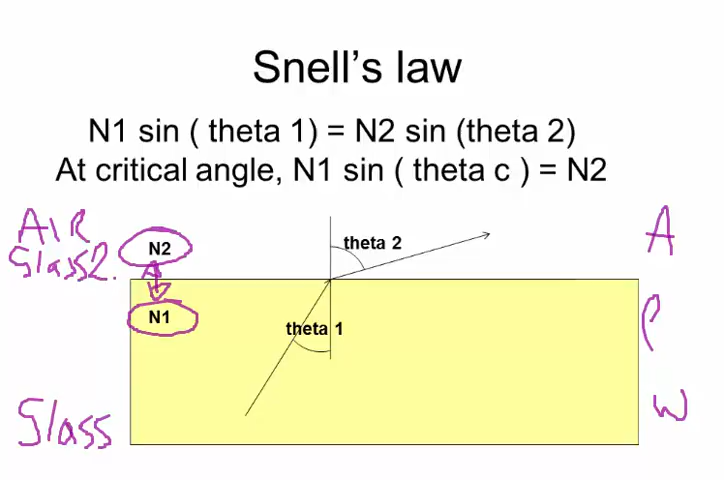 Snell's law
N1 sin ( theta 1) = N2 sin (theta 2)
At critical angle, N1 sin ( theta c ) = N2
AIR
Glass2.
N2
theta 2
A
N1
theta 1
P
Glass
W